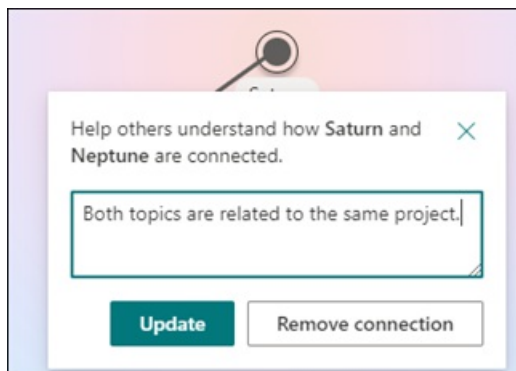 Help others understand how Saturn and
Neptune are connected.
Both topics are related to the same project.
Update
Remove connection